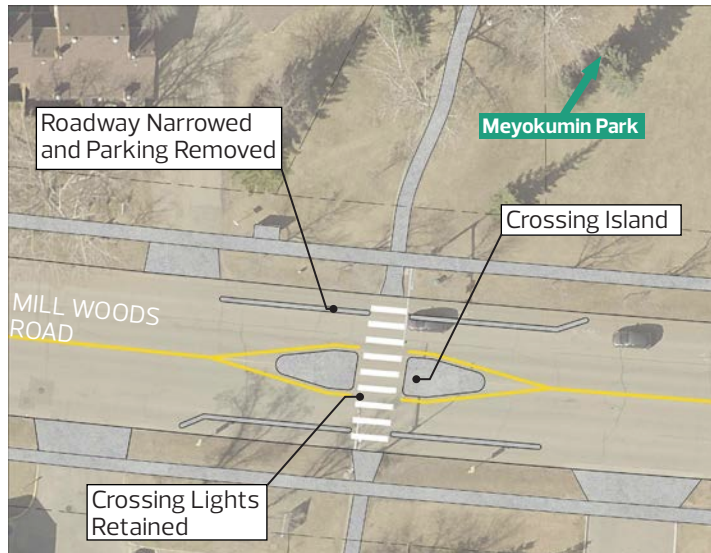 Meyokumin Park
Roadway Narrowed
and Parking Removed
Crossing Island
MILL WOODS
ROAD
Crossing Lights
Retained